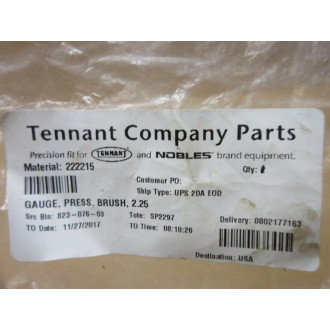 Tennant Company Parts
Precision fit for TENNANT and NOBLES brand equipment.
Material: 222215
Qty: 1
Customer PO:
Ship Type: UPS 2DA EOD
GAUGE, PRESS, BRUSH, 2.25
Src Bin: 823-076-03
Tote: SP2297
Delivery: 0802177163
TO Date: 11/27/2017
TO Time: 08:10:26
Destination: USA